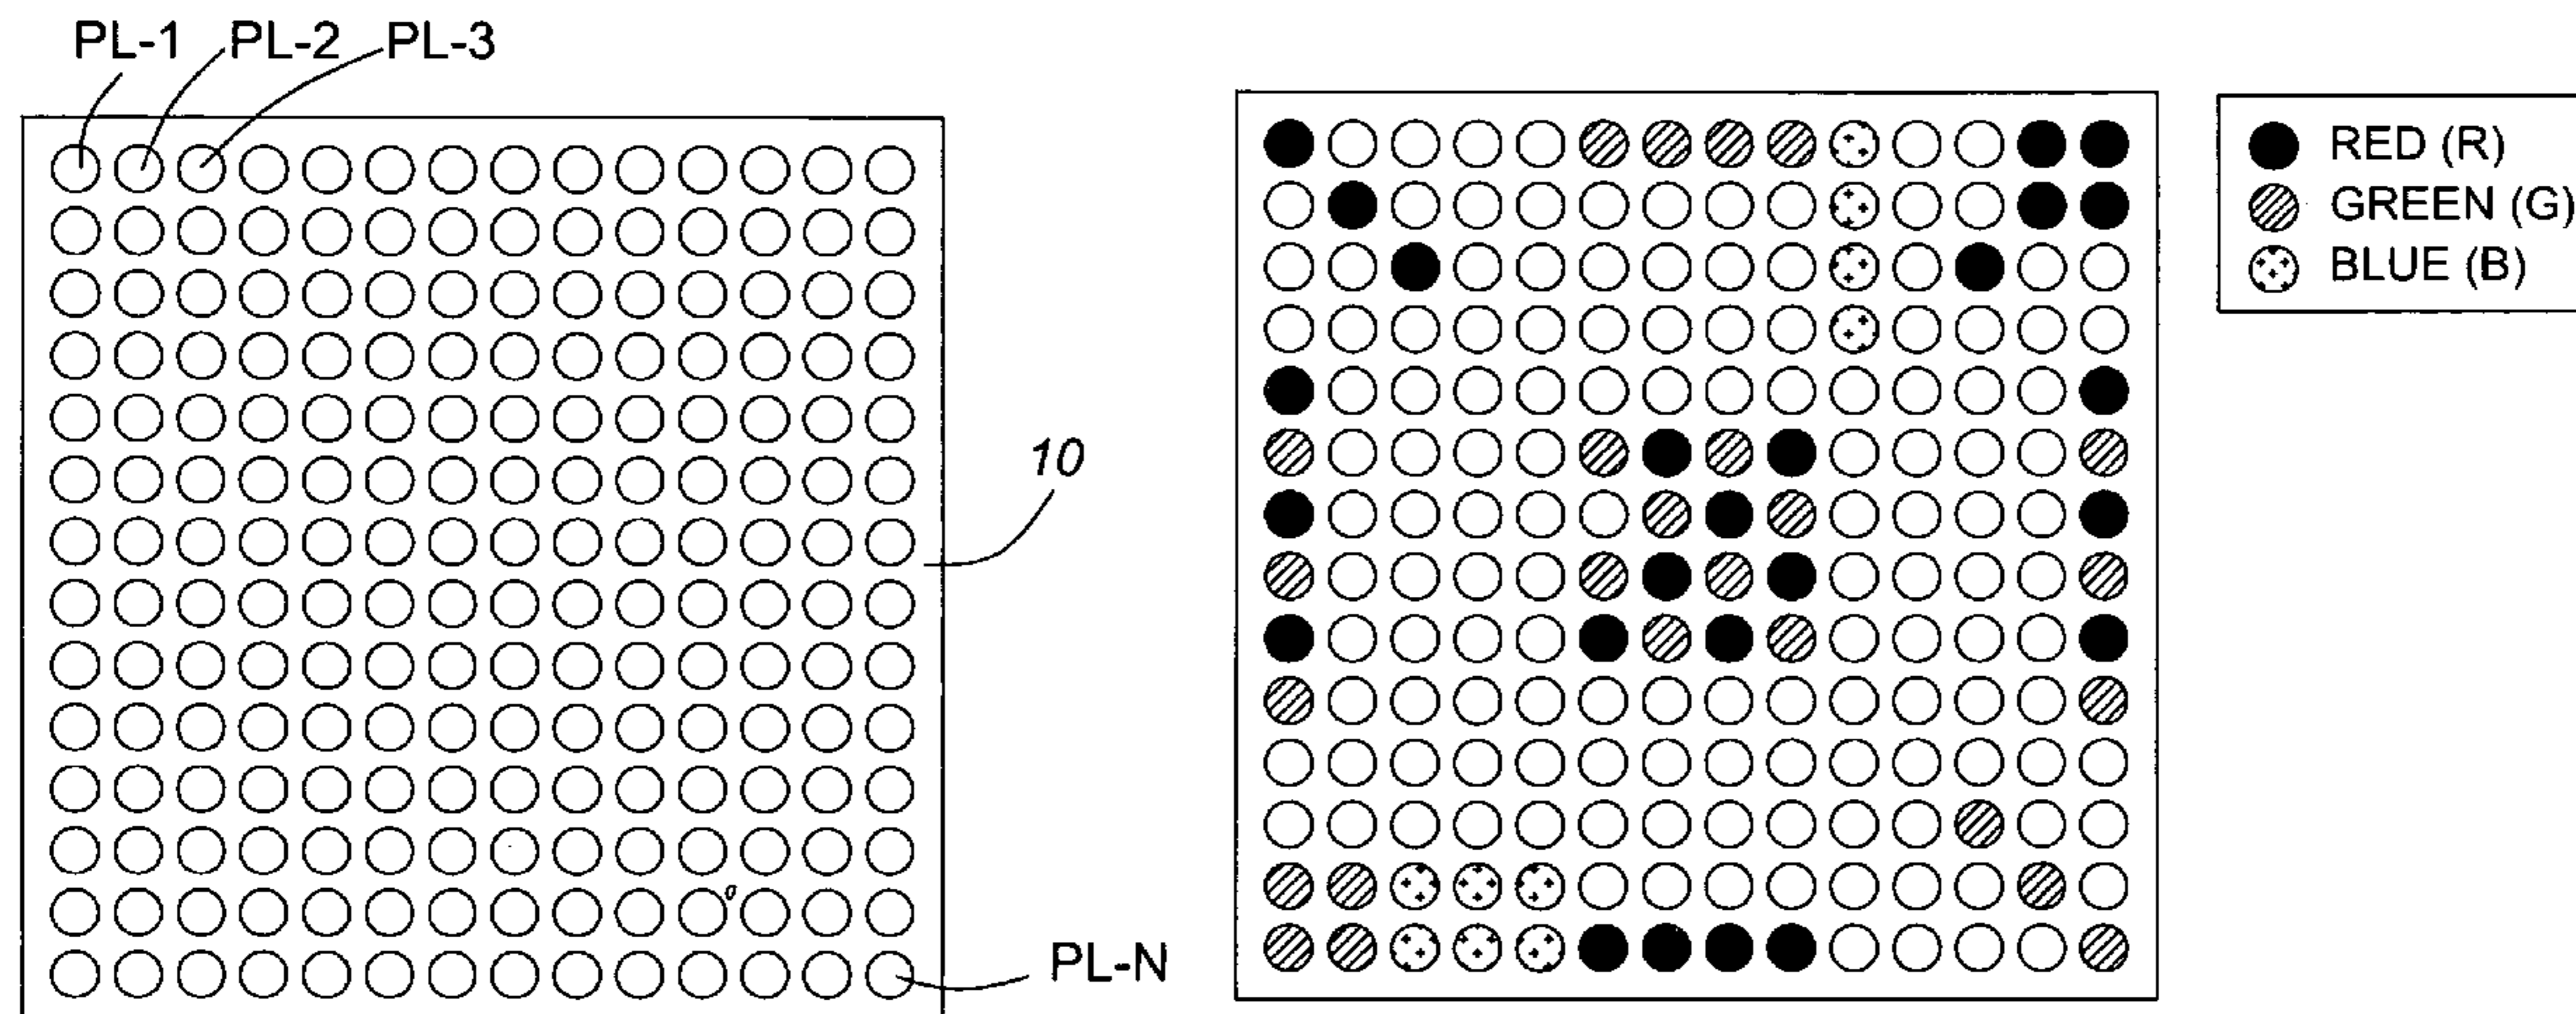 PL-1 PL-2 PL-3
10
PL-N
RED (R)
GREEN (G)
BLUE (B)